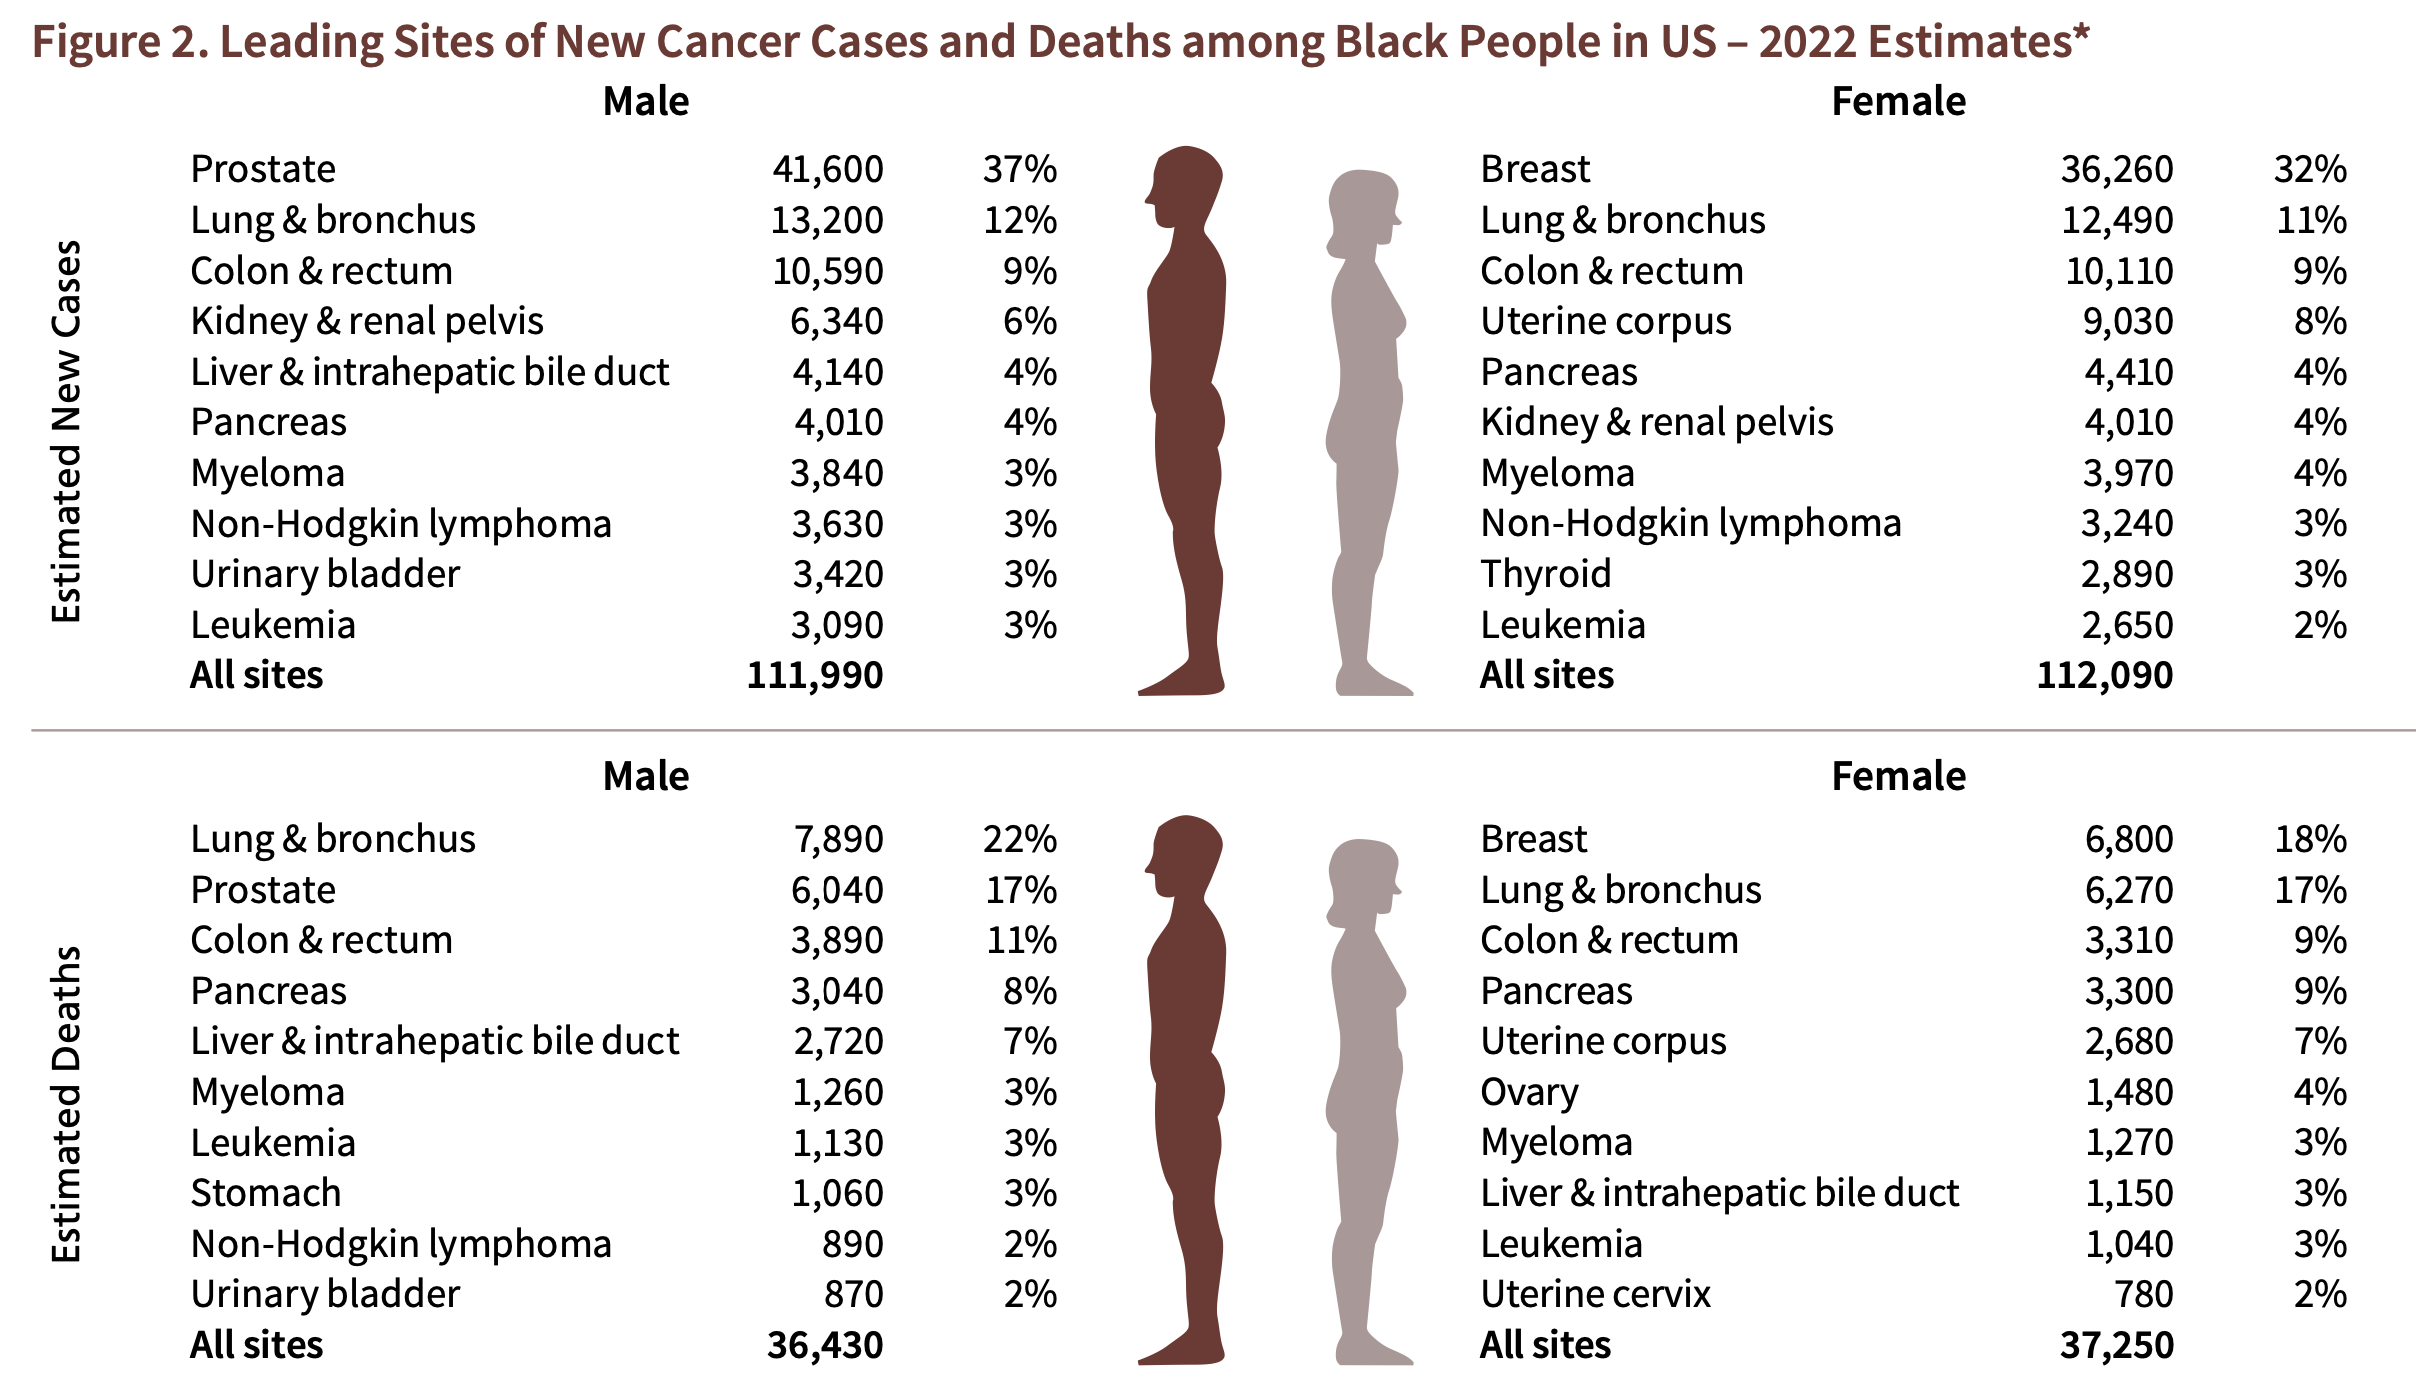 Figure 2. Leading Sites of New Cancer Cases and Deaths among Black People in US – 2022 Estimates*
Estimated New Cases
Male
Prostate 41,600 37%
Lung & bronchus 13,200 12%
Colon & rectum 10,590 9%
Kidney & renal pelvis 6,340 6%
Liver & intrahepatic bile duct 4,140 4%
Pancreas 4,010 4%
Myeloma 3,840 3%
Non-Hodgkin lymphoma 3,630 3%
Urinary bladder 3,420 3%
Leukemia 3,090 3%
All sites 111,990
Female
Breast 36,260 32%
Lung & bronchus 12,490 11%
Colon & rectum 10,110 9%
Uterine corpus 9,030 8%
Pancreas 4,410 4%
Kidney & renal pelvis 4,010 4%
Myeloma 3,970 4%
Non-Hodgkin lymphoma 3,240 3%
Thyroid 2,890 3%
Leukemia 2,650 2%
All sites 112,090
Estimated Deaths
Male
Lung & bronchus 7,890 22%
Prostate 6,040 17%
Colon & rectum 3,890 11%
Pancreas 3,040 8%
Liver & intrahepatic bile duct 2,720 7%
Myeloma 1,260 3%
Leukemia 1,130 3%
Stomach 1,060 3%
Non-Hodgkin lymphoma 890 2%
Urinary bladder 870 2%
All sites 36,430
Female
Breast 6,800 18%
Lung & bronchus 6,270 17%
Colon & rectum 3,310 9%
Pancreas 3,300 9%
Uterine corpus 2,680 7%
Ovary 1,480 4%
Myeloma 1,270 3%
Liver & intrahepatic bile duct 1,150 3%
Leukemia 1,040 3%
Uterine cervix 780 2%
All sites 37,250